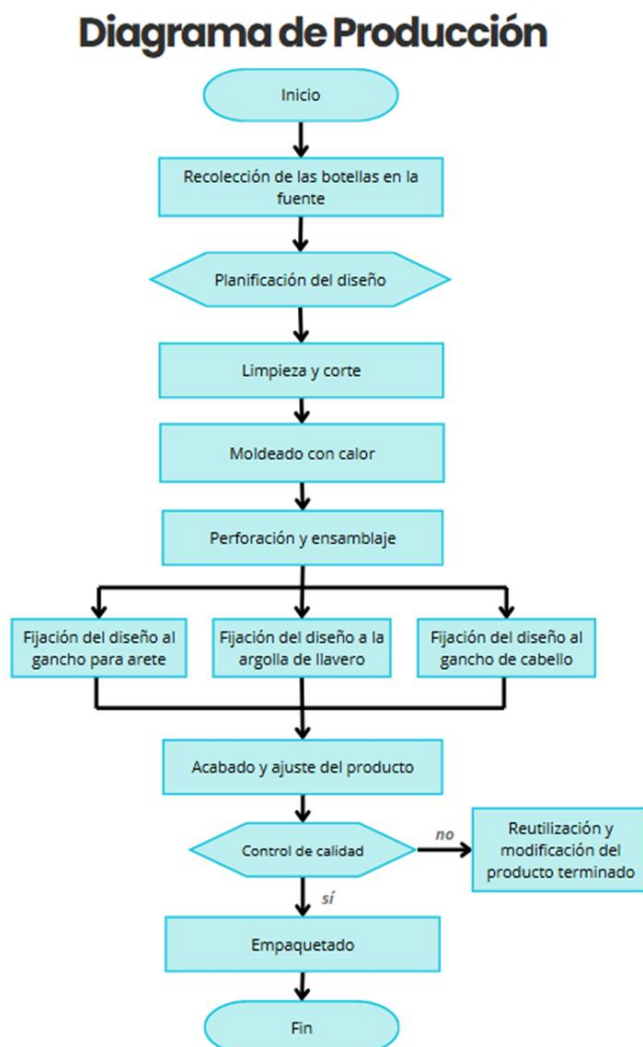 Diagrama de Producción
Inicio
Recolección de las botellas en la
fuente
Planificación del diseño
Limpieza y corte
Moldeado con calor
Perforación y ensamblaje
Fijación del diseño al
gancho para arete
Fijación del diseño a la
argolla de llavero
Fijación del diseño al
gancho de cabello
Acabado y ajuste del producto
Control de calidad
no
Reutilización y
modificación del
producto terminado
sí
Empaquetado
Fin